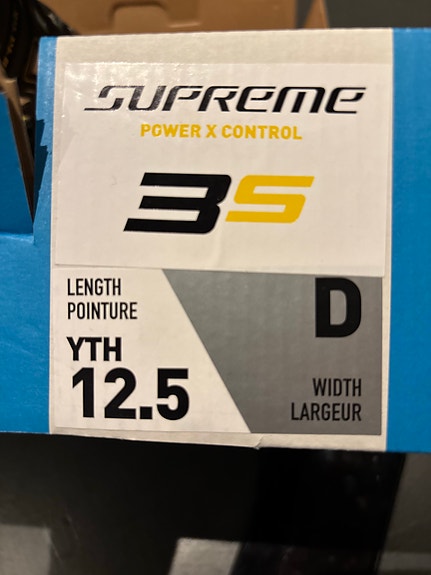 SUPREME
POWER X CONTROL
3S
LENGTH
POINTURE
YTH
12.5
D
WIDTH
LARGEUR